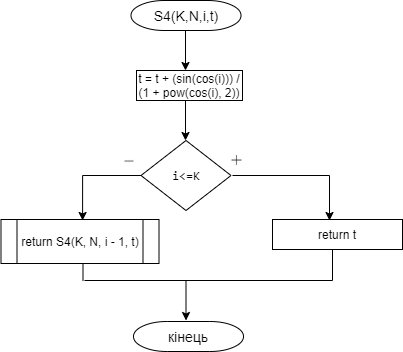 S4(K,N,i,t)
t = t + (sin(cos(i))) /
(1 + pow(cos(i), 2))
−
+
i<=K
return S4(K, N, i - 1, t)
return t
кінець